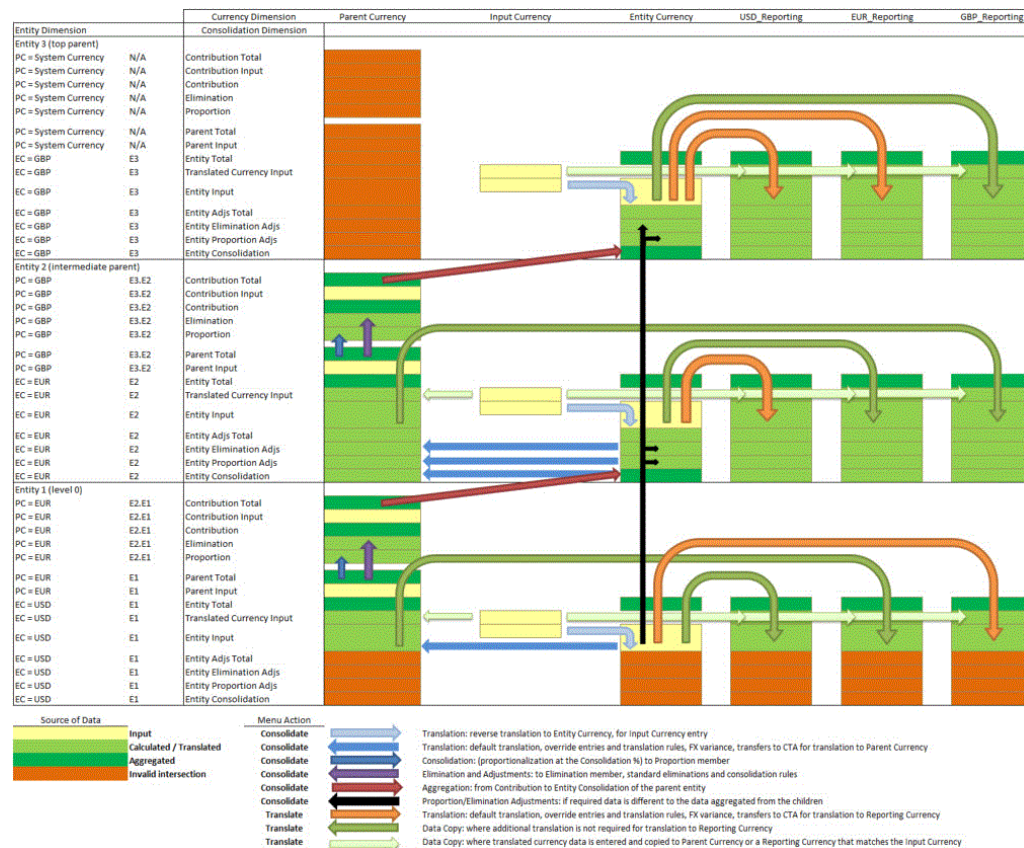 Currency Dimension Parent Currency Input Currency Entity Currency USD_Reporting EUR_Reporting GBP_Reporting
Entity Dimension Consolidation Dimension
Entity 3 (top parent)
PC = System Currency N/A Contribution Total
PC = System Currency N/A Contribution Input
PC = System Currency N/A Contribution
PC = System Currency N/A Elimination
PC = System Currency N/A Proportion
PC = System Currency N/A Parent Total
PC = System Currency N/A Parent Input
EC = GBP E3 Entity Total
EC = GBP E3 Translated Currency Input
EC = GBP E3 Entity Input
EC = GBP E3 Entity Adjs Total
EC = GBP E3 Entity Elimination Adjs
EC = GBP E3 Entity Proportion Adjs
EC = GBP E3 Entity Consolidation
Entity 2 (intermediate parent)
PC = GBP E3.E2 Contribution Total
PC = GBP E3.E2 Contribution Input
PC = GBP E3.E2 Contribution
PC = GBP E3.E2 Elimination
PC = GBP E3.E2 Proportion
PC = GBP E3.E2 Parent Total
PC = GBP E3.E2 Parent Input
EC = EUR E2 Entity Total
EC = EUR E2 Translated Currency Input
EC = EUR E2 Entity Input
EC = EUR E2 Entity Adjs Total
EC = EUR E2 Entity Elimination Adjs
EC = EUR E2 Entity Proportion Adjs
EC = EUR E2 Entity Consolidation
Entity 1 (level 0)
PC = EUR E2.E1 Contribution Total
PC = EUR E2.E1 Contribution Input
PC = EUR E2.E1 Contribution
PC = EUR E2.E1 Elimination
PC = EUR E2.E1 Proportion
PC = EUR E1 Parent Total
PC = EUR E1 Parent Input
EC = USD E1 Entity Total
EC = USD E1 Translated Currency Input
EC = USD E1 Entity Input
EC = USD E1 Entity Adjs Total
EC = USD E1 Entity Elimination Adjs
EC = USD E1 Entity Proportion Adjs
EC = USD E1 Entity Consolidation
Source of Data Menu Action
Input Consolidate Translation: reverse translation to Entity Currency, for Input Currency entry
Calculated / Translated Consolidate Translation: default translation, override entries and translation rules, FX variance, transfers to CTA for translation to Parent Currency
Aggregated Consolidate Consolidation: (proportionalization at the Consolidation %) to Proportion member
Invalid intersection Consolidate Elimination and Adjustments: to Elimination member, standard eliminations and consolidation rules
Consolidate Aggregation: from Contribution to Entity Consolidation of the parent entity
Consolidate Proportion/Elimination Adjustments: if required data is different to the data aggregated from the children
Translate Translation: default translation, override entries and translation rules, FX variance, transfers to CTA for translation to Reporting Currency
Translate Data Copy: where additional translation is not required for translation to Reporting Currency
Translate Data Copy: where translated currency data is entered and copied to Parent Currency or a Reporting Currency that matches the Input Currency